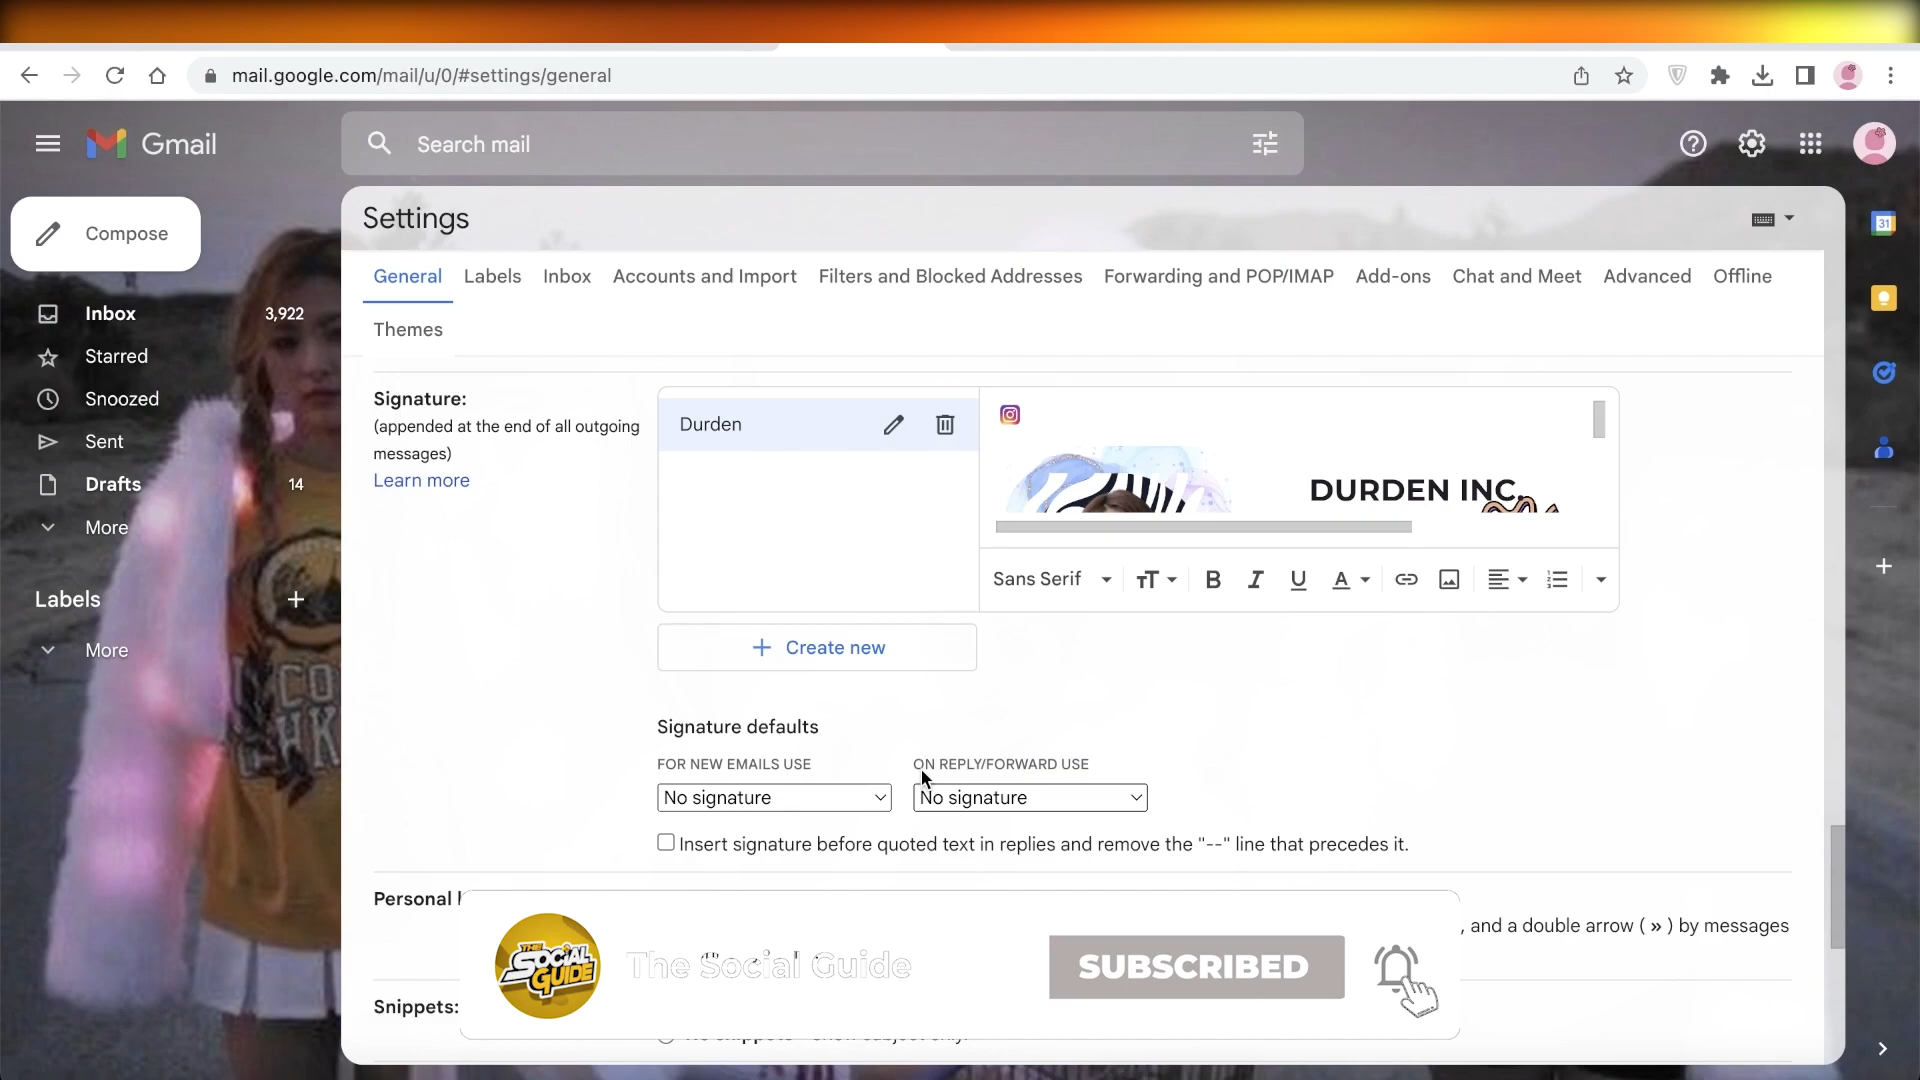 mail.google.com/mail/u/0/#settings/general
Gmail
Search mail
Compose
Inbox 3,922
Starred
Snoozed
Sent
Drafts 14
More
Labels
More
Settings
General Labels Inbox Accounts and Import Filters and Blocked Addresses Forwarding and POP/IMAP Add-ons Chat and Meet Advanced Offline
Themes
Signature:
(appended at the end of all outgoing
messages)
Learn more
Durden
DURDEN INC.
Sans Serif
Create new
Signature defaults
FOR NEW EMAILS USE ON REPLY/FORWARD USE
No signature No signature
Insert signature before quoted text in replies and remove the "--" line that precedes it.
Personal
, and a double arrow ( » ) by messages
THE SOCIAL GUIDE
The Social Guide
SUBSCRIBED
Snippets:
31